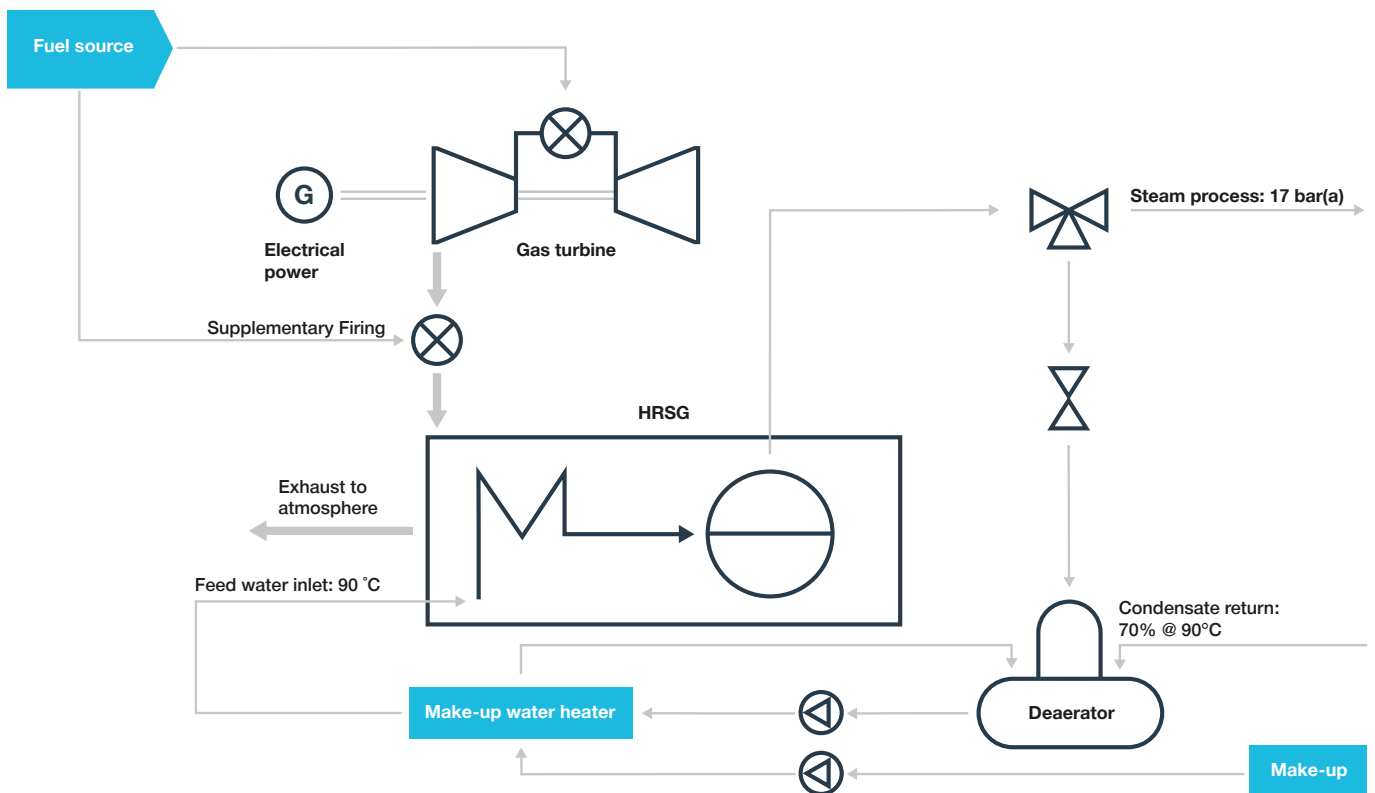 Fuel source
G
Electrical
power
Gas turbine
Steam process: 17 bar(a)
Supplementary Firing
HRSG
Exhaust to
atmosphere
Feed water inlet: 90 ˚C
Condensate return:
70% @ 90°C
Make-up water heater
Deaerator
Make-up